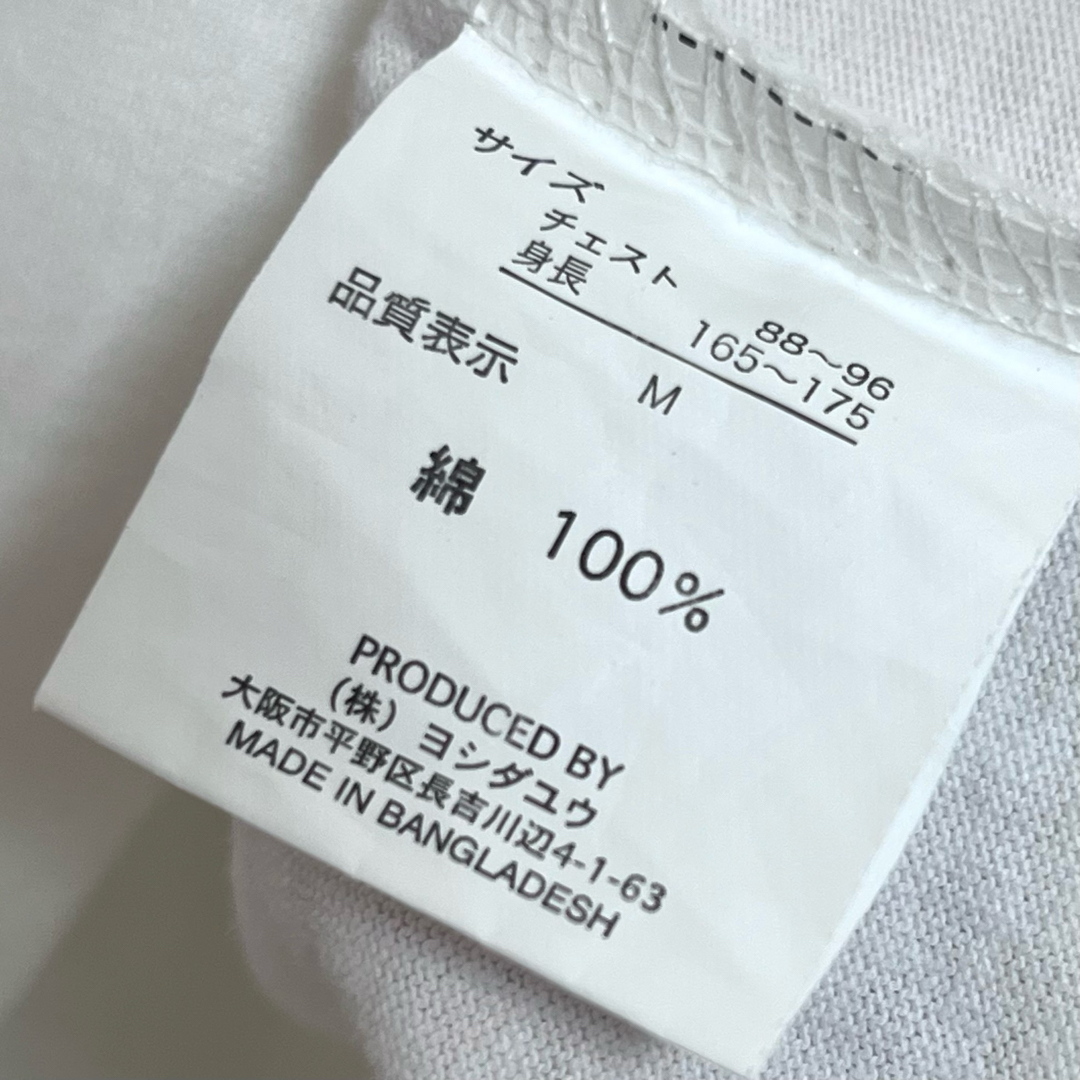 サイズ
チェスト 88～96
身長 165～175
M
品質表示
綿 100%
PRODUCED BY
(株) ヨシダユウ
大阪市平野区長吉川辺4-1-63
MADE IN BANGLADESH